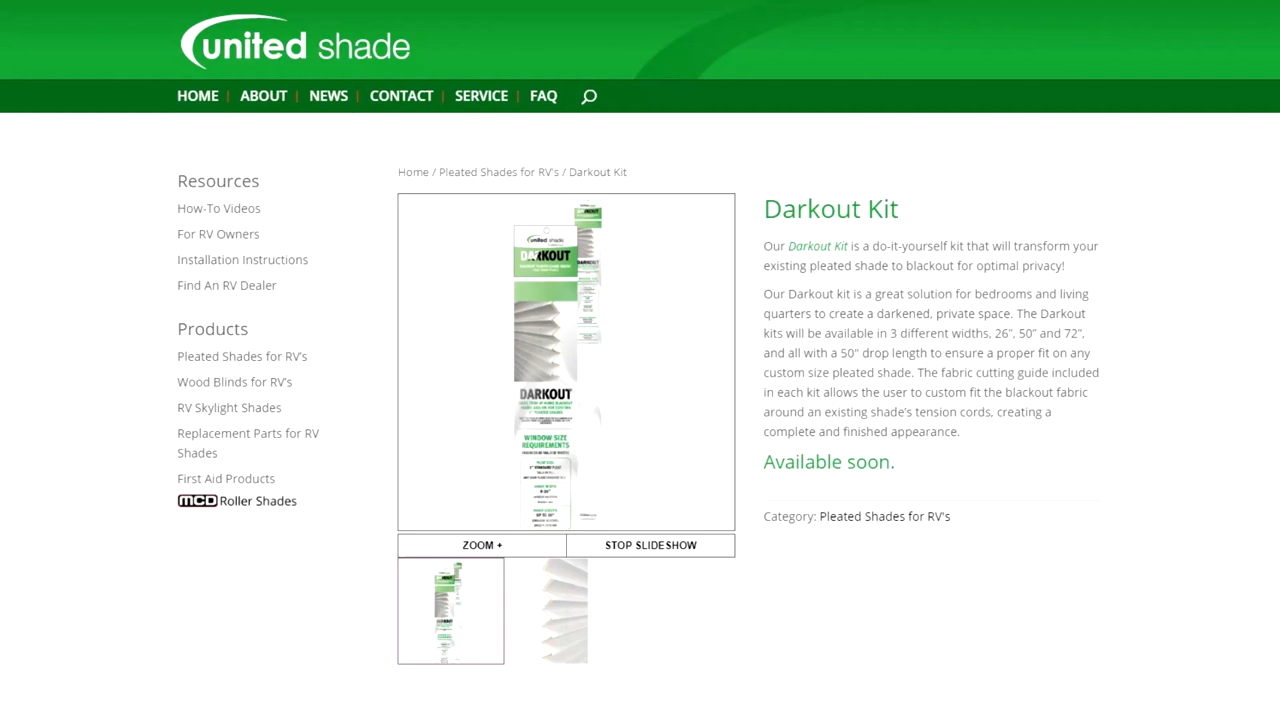 united shade
HOME | ABOUT | NEWS | CONTACT | SERVICE | FAQ
Resources
How-To Videos
For RV Owners
Installation Instructions
Find An RV Dealer
Products
Pleated Shades for RV's
Wood Blinds for RV's
RV Skylight Shades
Replacement Parts for RV
Shades
First Aid Products
MCD Roller Shades
Home / Pleated Shades for RV's / Darkout Kit
DARKOUT
united shade
DARKOUT
DARKOUT
DARKOUT
WINDOW SIZE
REQUIREMENTS
ZOOM +
STOP SLIDESHOW
Darkout Kit
Our Darkout Kit is a do-it-yourself kit that will transform your
existing pleated shade to blackout for optimal privacy!
Our Darkout kit is a great solution for bedrooms and living
quarters to create a darkened, private space. The Darkout
kits will be available in 3 different widths, 26”, 50” and 72”,
and all with a 50" drop length to ensure a proper fit on any
custom size pleated shade. The fabric cutting guide included
in each kit allows the user to custom fit the blackout fabric
around an existing shade’s tension cords, creating a
complete and finished appearance.
Available soon.
Category: Pleated Shades for RV's